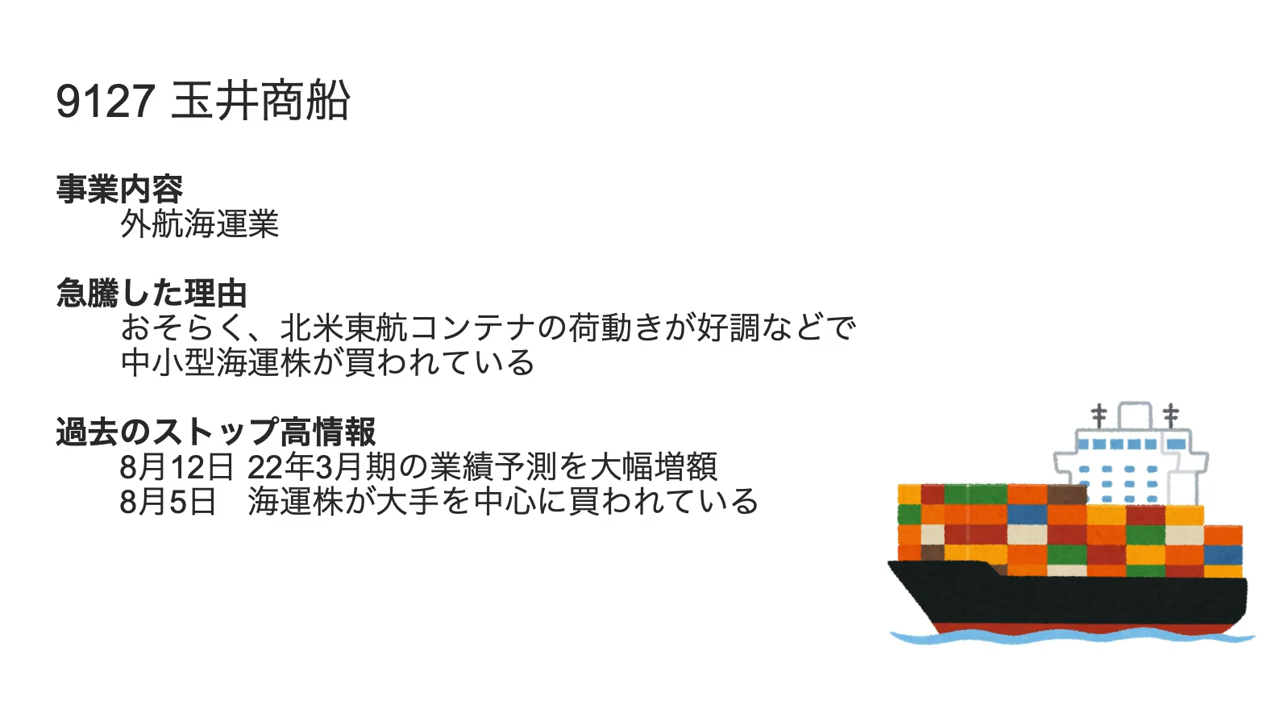 9127 玉井商船
事業内容
外航海運業
急騰した理由
おそらく、北米東航コンテナの荷動きが好調などで
中小型海運株が買われている
過去のストップ高情報
8月12日 22年3月期の業績予測を大幅増額
8月5日 海運株が大手を中心に買われている